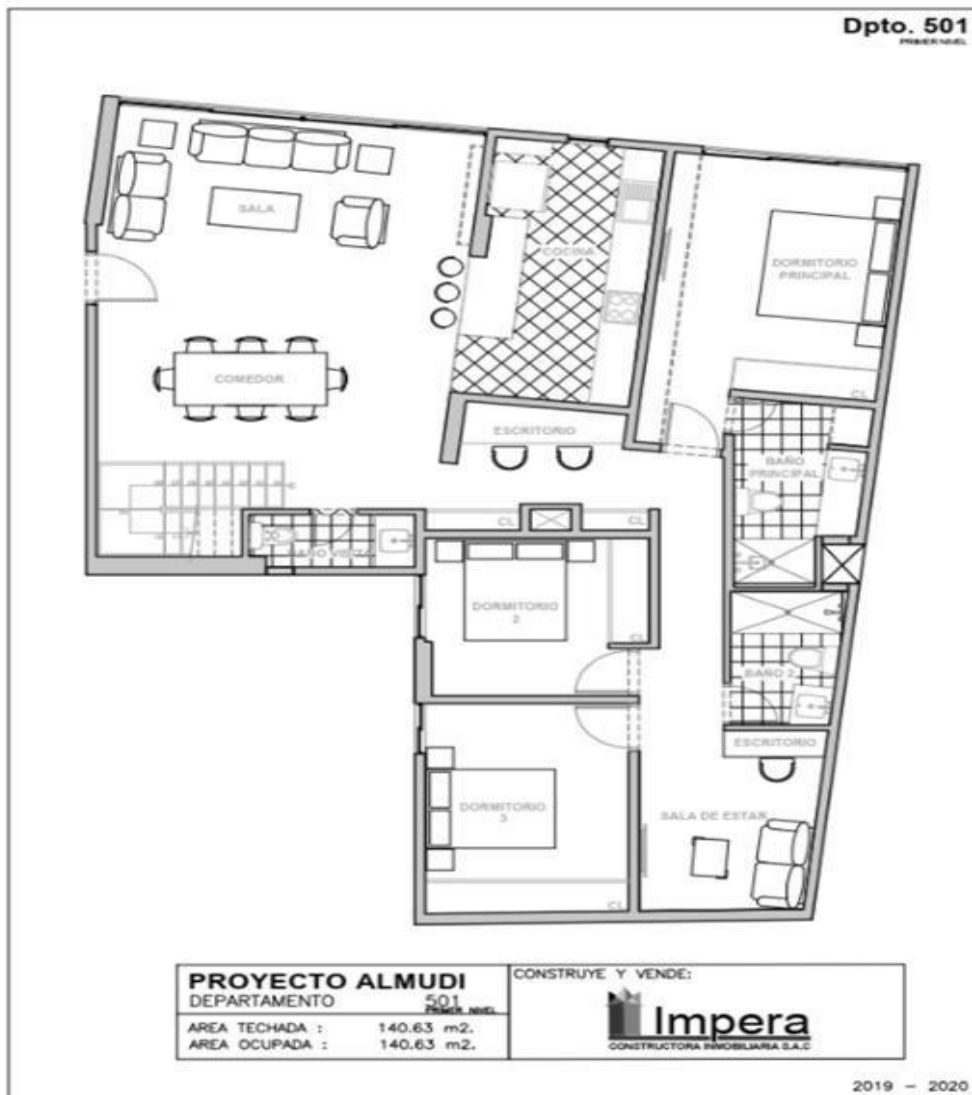 Dpto. 501
PRIMER NIVEL
SALA
COCINA
DORMITORIO
PRINCIPAL
COMEDOR
CL
ESCRITORIO
BAÑO
PRINCIPAL
CL
CL
BAÑO VISITA
DORMITORIO
2
CL
BAÑO 2
ESCRITORIO
DORMITORIO
3
SALA DE ESTAR
CL
PROYECTO ALMUDI
DEPARTAMENTO 501
PRIMER NIVEL
AREA TECHADA : 140.63 m2.
AREA OCUPADA : 140.63 m2.
CONSTRUYE Y VENDE:
Impera
CONSTRUCTORA INMOBILIARIA S.A.C
2019 - 2020